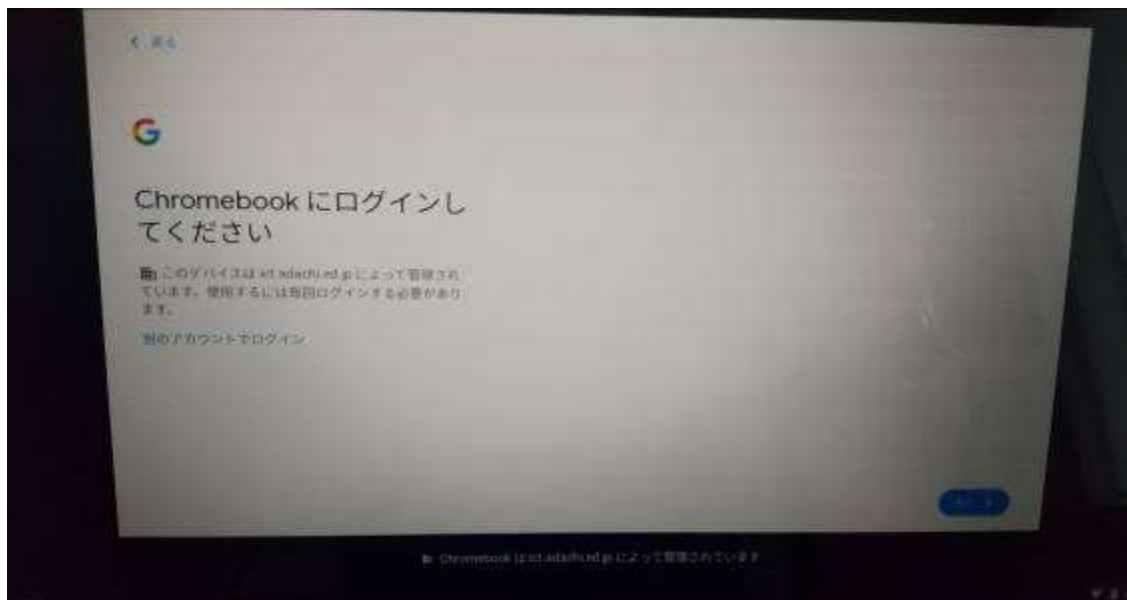 戻る
Chromebook にログインし
てください
このデバイスは ict.adachi.ed.jp によって管理され
ています。使用するには毎回ログインする必要があり
ます。
別のアカウントでログイン
Chromebook は ict.adachi.ed.jp によって管理されています